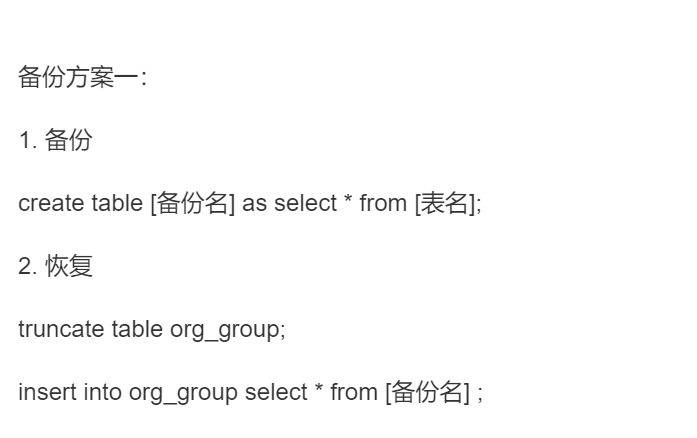 备份方案一：
1. 备份
create table [备份名] as select * from [表名];
2. 恢复
truncate table org_group;
insert into org_group select * from [备份名] ;